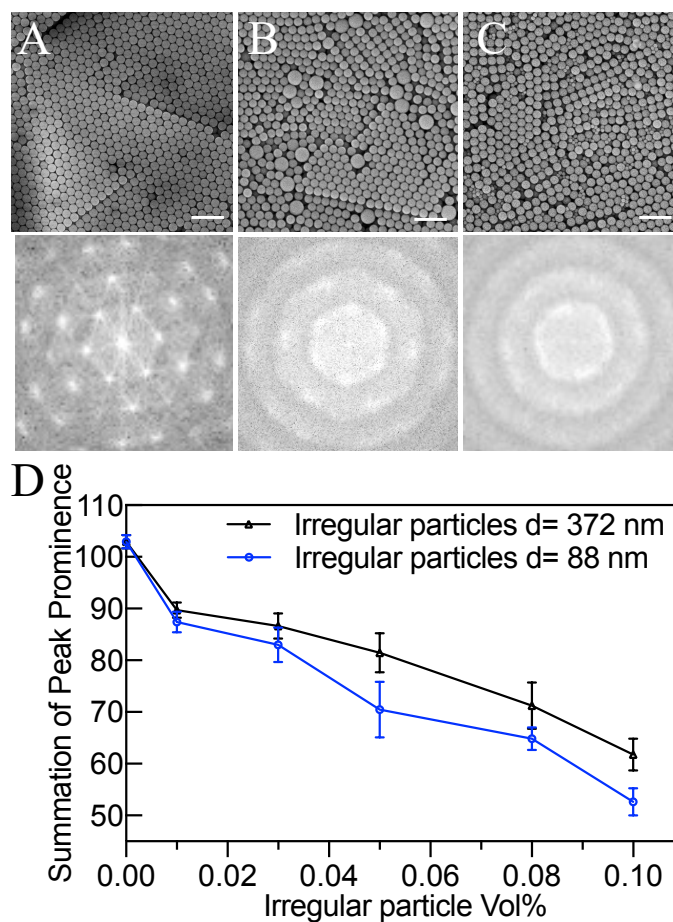 A
B
C
D
Summation of Peak Prominence
110
100
90
80
70
60
50
Irregular particles d= 372 nm
Irregular particles d= 88 nm
0.00 0.02 0.04 0.06 0.08 0.10
Irregular particle Vol%